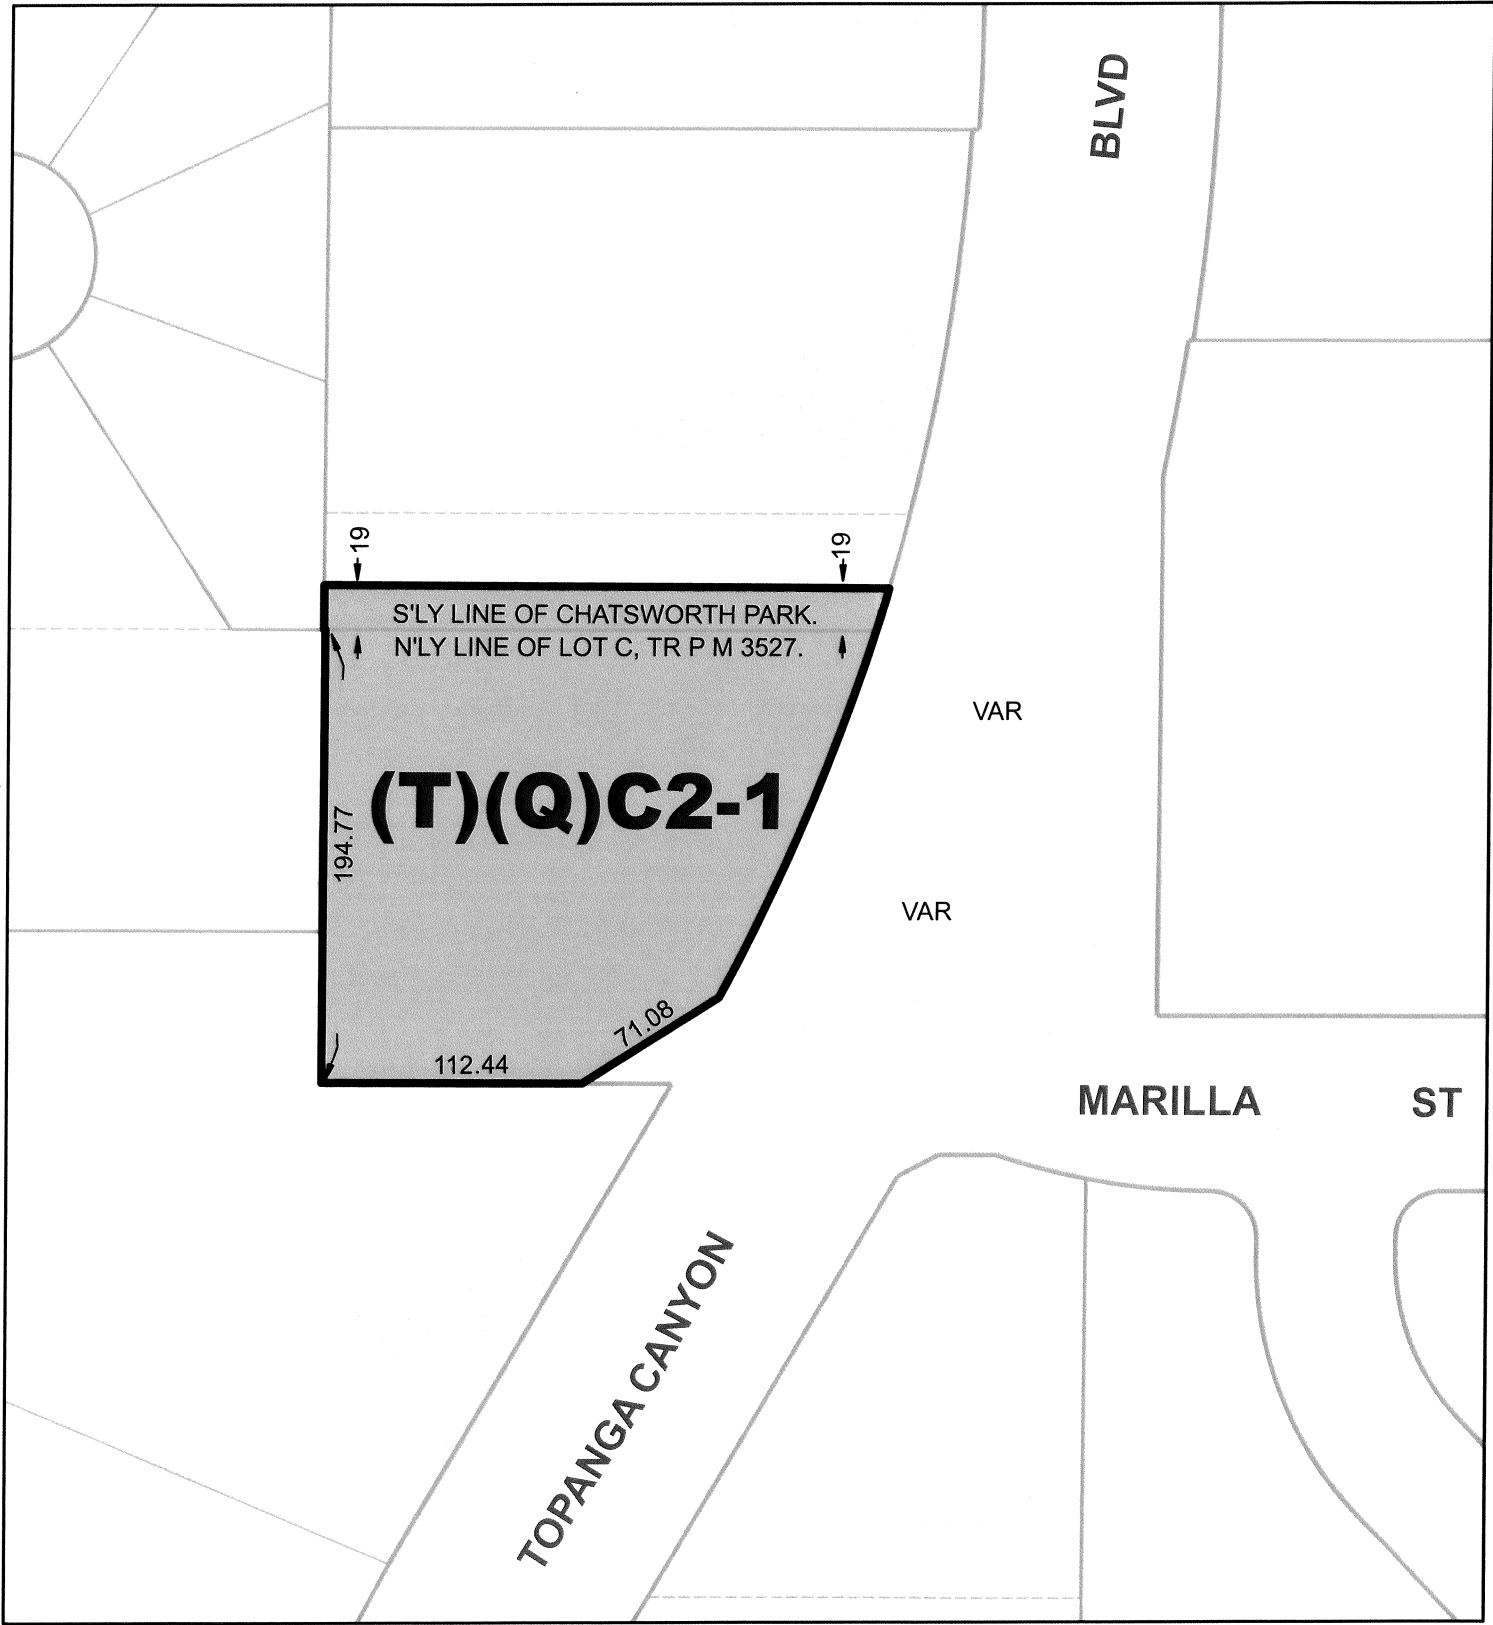 BLVD
19
19
S'LY LINE OF CHATSWORTH PARK.
N'LY LINE OF LOT C, TR P M 3527.
VAR
(T)(Q)C2-1
194.77
VAR
71.08
112.44
MARILLA ST
TOPANGA CANYON